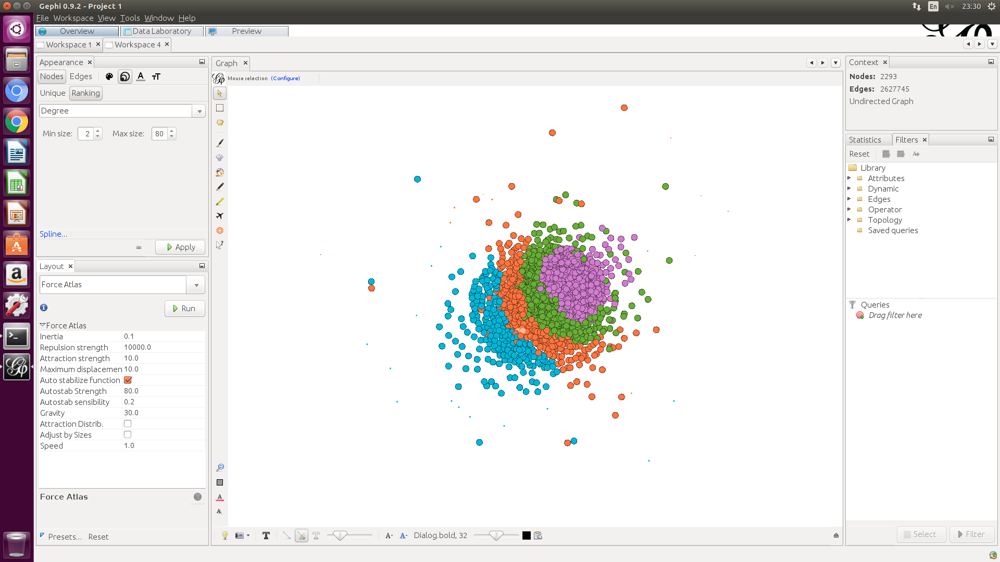 Gephi 0.9.2 - Project 1
En
23:30
File Workspace View Tools Window Help
Overview
Data Laboratory
Preview
Workspace 1
Workspace 4
Appearance
Nodes Edges
Unique Ranking
Degree
Min size: 2 Max size: 80
Spline...
Apply
Layout
Force Atlas
Run
Force Atlas
Inertia 0.1
Repulsion strength 10000.0
Attraction strength 10.0
Maximum displacemen 10.0
Auto stabilize function
Autostab Strength 80.0
Autostab sensibility 0.2
Gravity 30.0
Attraction Distrib.
Adjust by Sizes
Speed 1.0
Force Atlas
Presets... Reset
Graph
Mouse selection (Configure)
Dialog.bold, 32
Context
Nodes: 2293
Edges: 2627745
Undirected Graph
Statistics
Filters
Reset
Library
Attributes
Dynamic
Edges
Operator
Topology
Saved queries
Queries
Drag filter here
Select
Filter